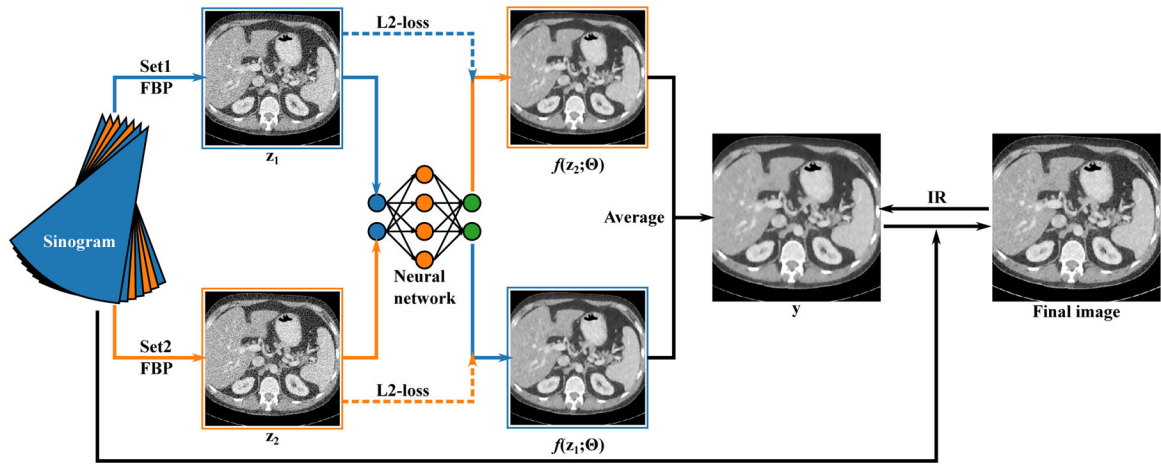 L2-loss
Set1
FBP
z₁
f(z₂;Θ)
Sinogram
Neural
network
Average
IR
y
Final image
Set2
FBP
L2-loss
z₂
f(z₁;Θ)